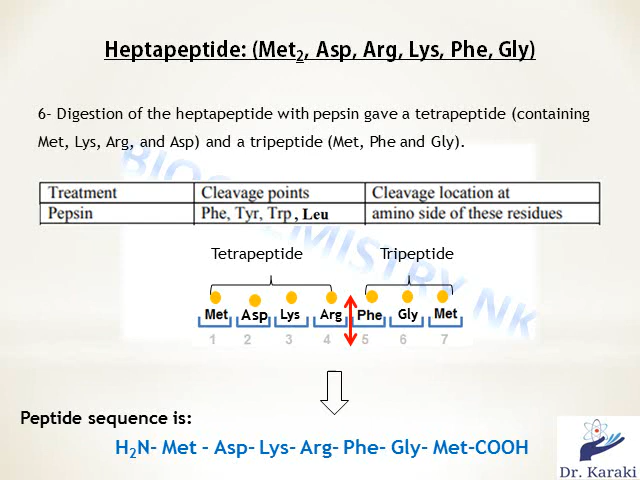 Heptapeptide: (Met2, Asp, Arg, Lys, Phe, Gly)
6- Digestion of the heptapeptide with pepsin gave a tetrapeptide (containing
Met, Lys, Arg, and Asp) and a tripeptide (Met, Phe and Gly).
Treatment Cleavage points Cleavage location at
Pepsin Phe, Tyr, Trp, Leu amino side of these residues
BIOCHEMISTRY NK
Tetrapeptide Tripeptide
Met Asp Lys Arg Phe Gly Met
1 2 3 4 5 6 7
Peptide sequence is:
H2N- Met – Asp- Lys- Arg- Phe- Gly- Met-COOH
Dr. Karaki